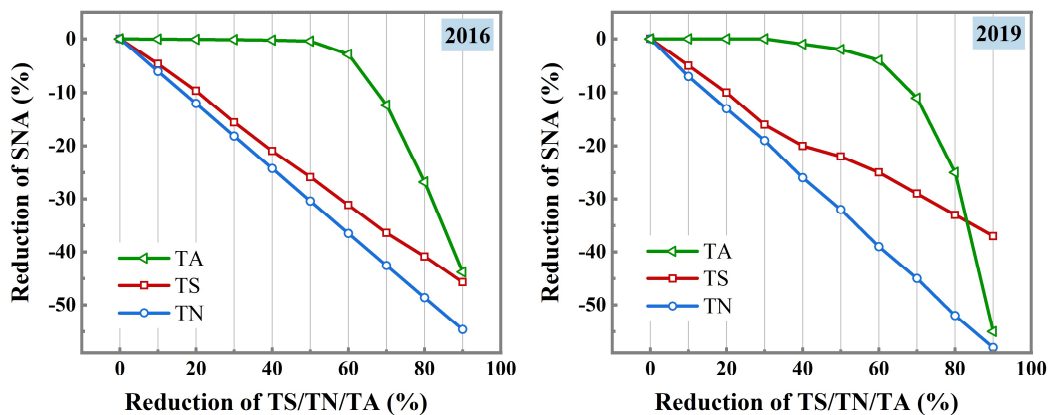 2016
Reduction of SNA (%)
0
-10
-20
-30
-40
-50
TA
TS
TN
0
20
40
60
80
100
Reduction of TS/TN/TA (%)
2019
Reduction of SNA (%)
0
-10
-20
-30
-40
-50
TA
TS
TN
0
20
40
60
80
100
Reduction of TS/TN/TA (%)